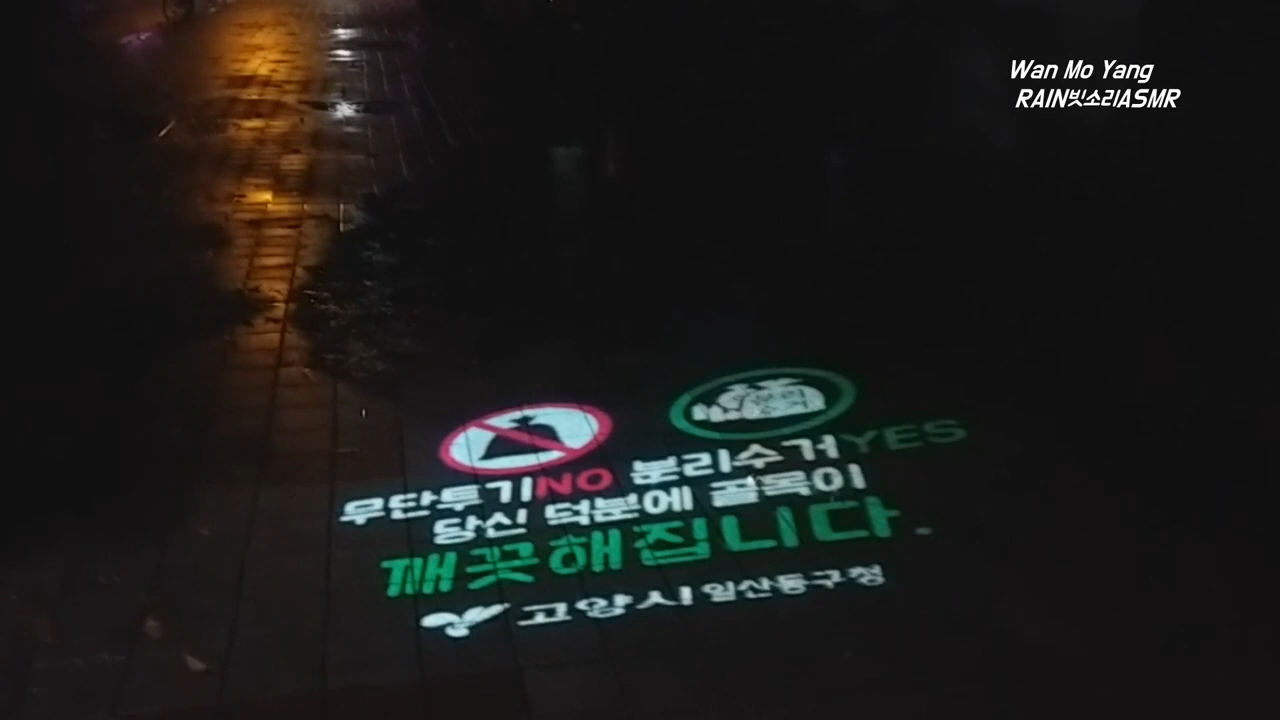 Wan Mo Yang
RAIN빗소리ASMR
무단투기NO 분리수거YES
당신 덕분에 골목이
깨끗해집니다.
고양시 일산동구청